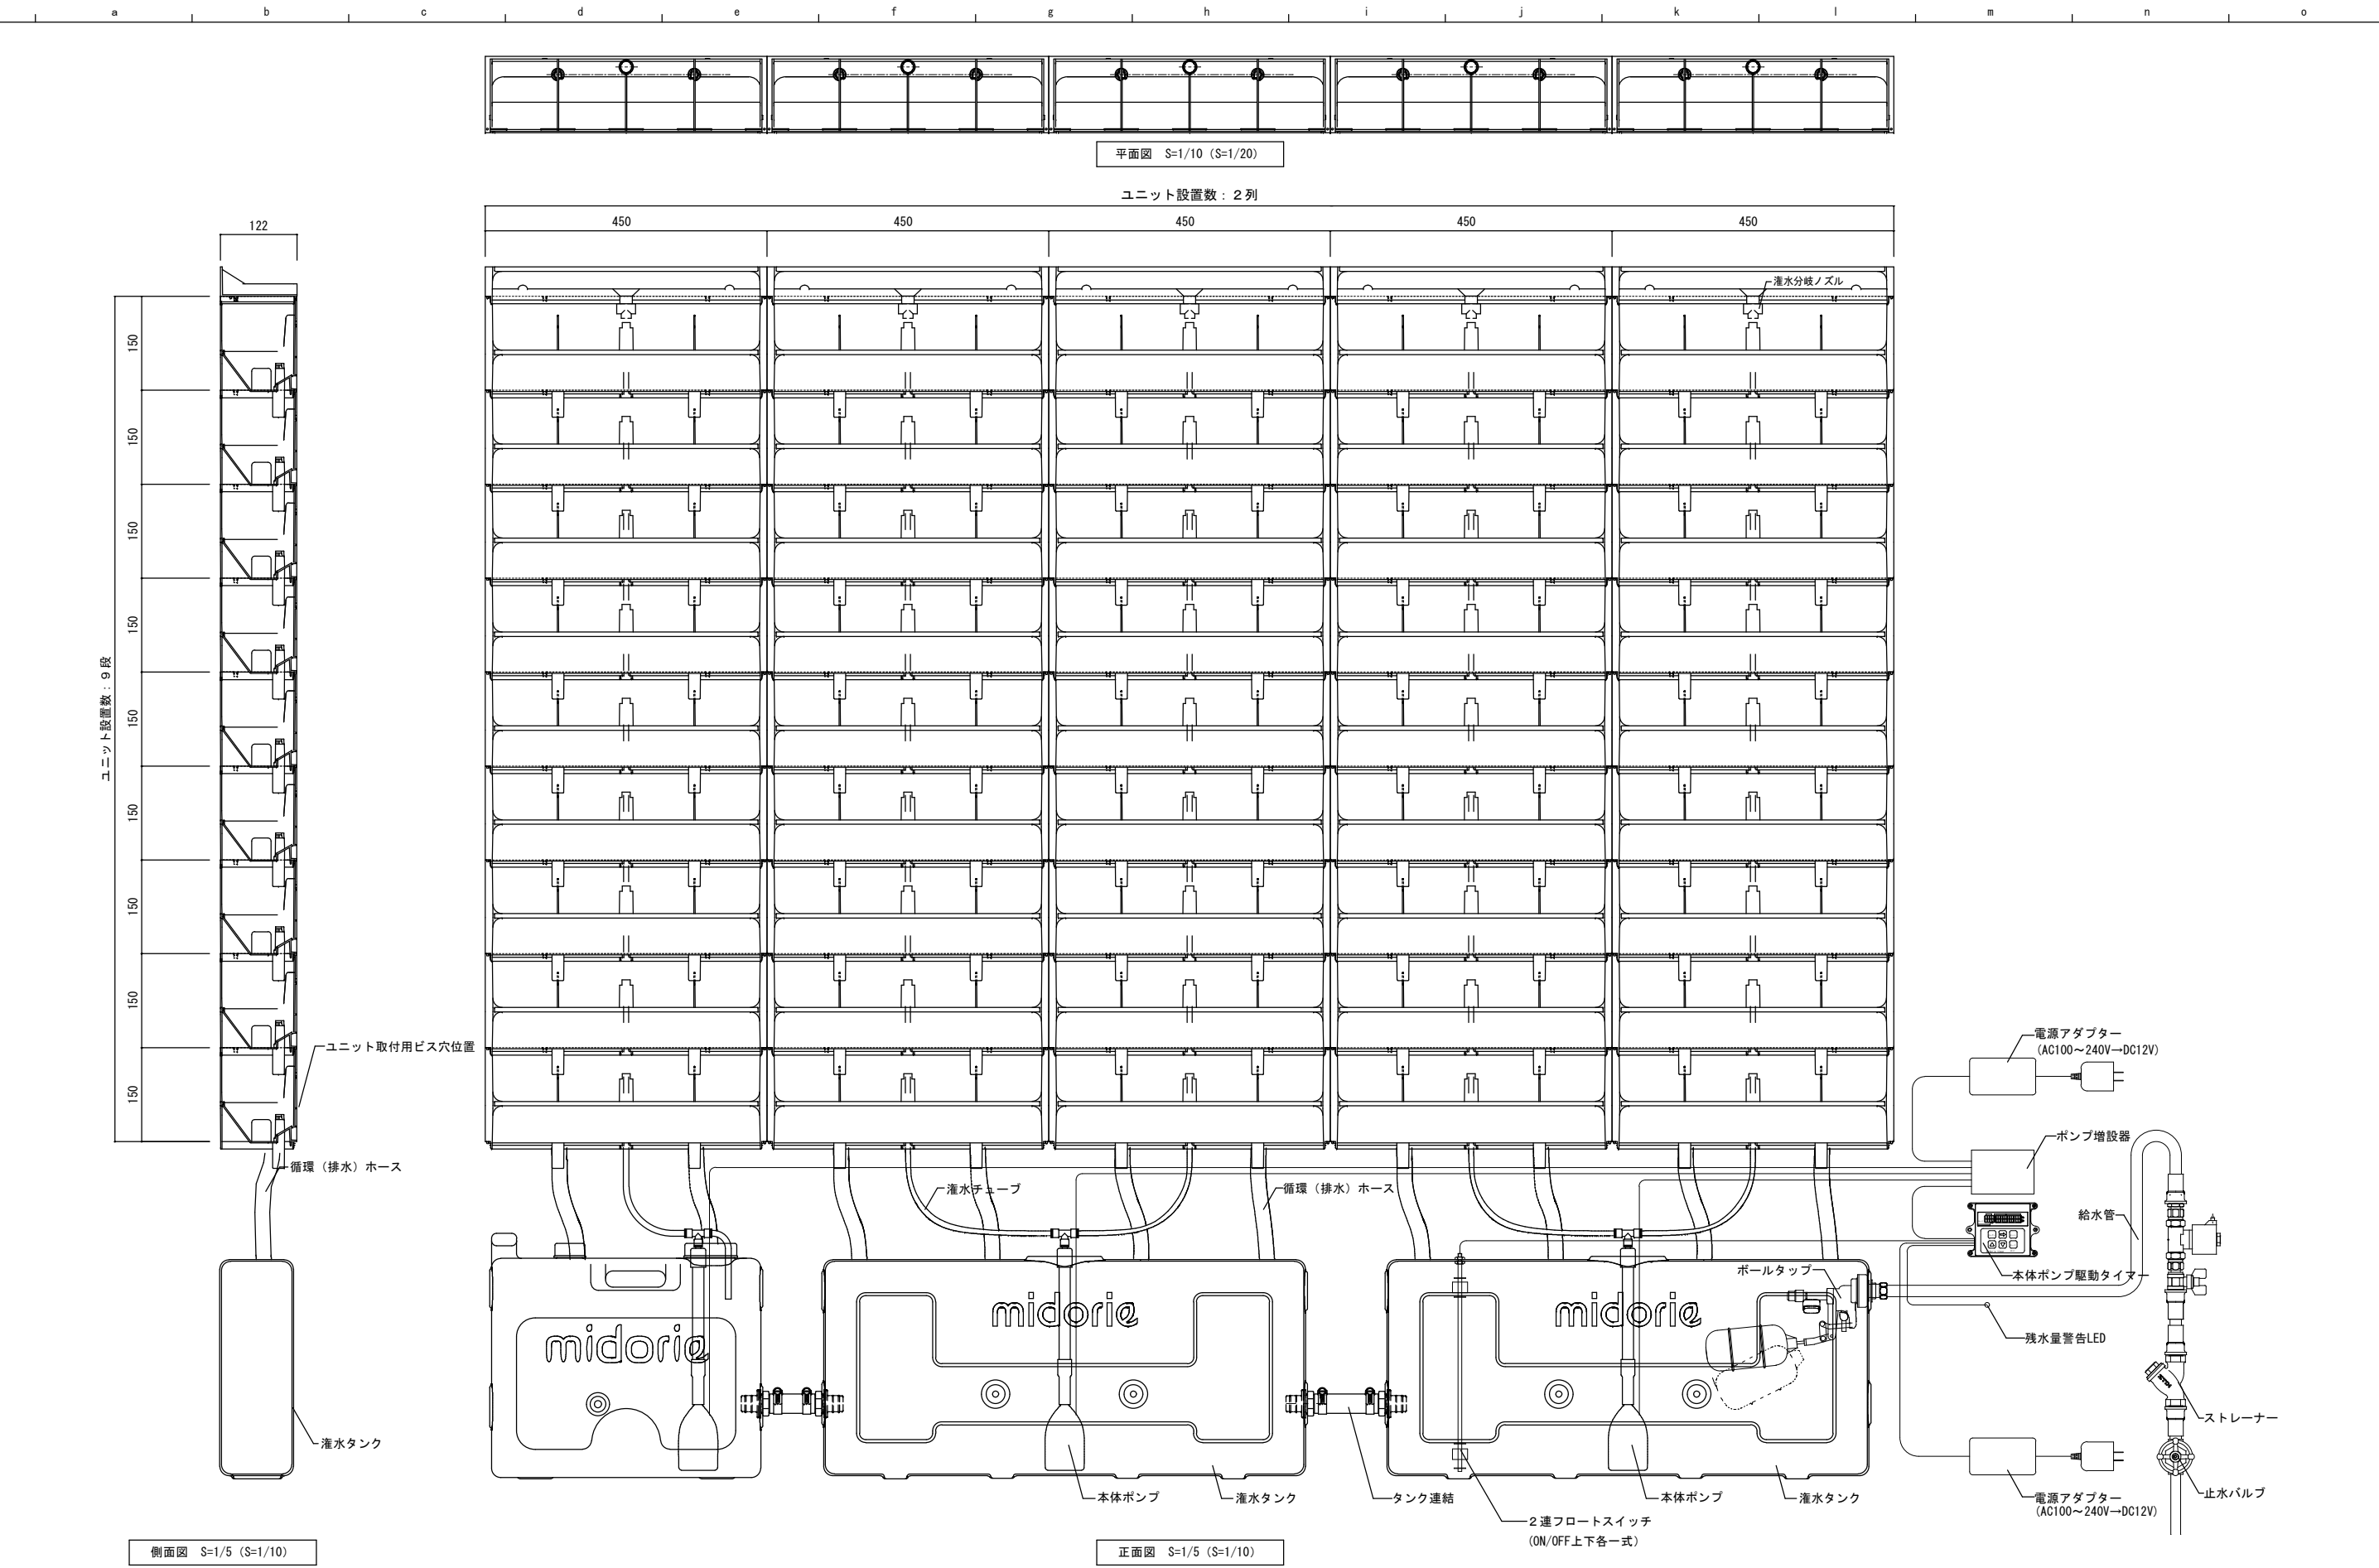 a b c d e f g h i j k l m n o
平面図 S=1/10 (S=1/20)
ユニット設置数：２列
122
450 450 450 450 450
潅水分岐ノズル
ユニット設置数：９段
150
150
150
150
150
150
150
150
150
ユニット取付用ビス穴位置
循環（排水）ホース
潅水タンク
潅水チューブ
循環（排水）ホース
電源アダプター
(AC100～240V→DC12V)
ポンプ増設器
給水管
本体ポンプ駆動タイマー
ボールタップ
残水量警告LED
midorie
midorie
midorie
ストレーナー
本体ポンプ
潅水タンク
タンク連結
２連フロートスイッチ
(ON/OFF上下各一式)
本体ポンプ
潅水タンク
電源アダプター
(AC100～240V→DC12V)
止水バルブ
側面図 S=1/5 (S=1/10)
正面図 S=1/5 (S=1/10)